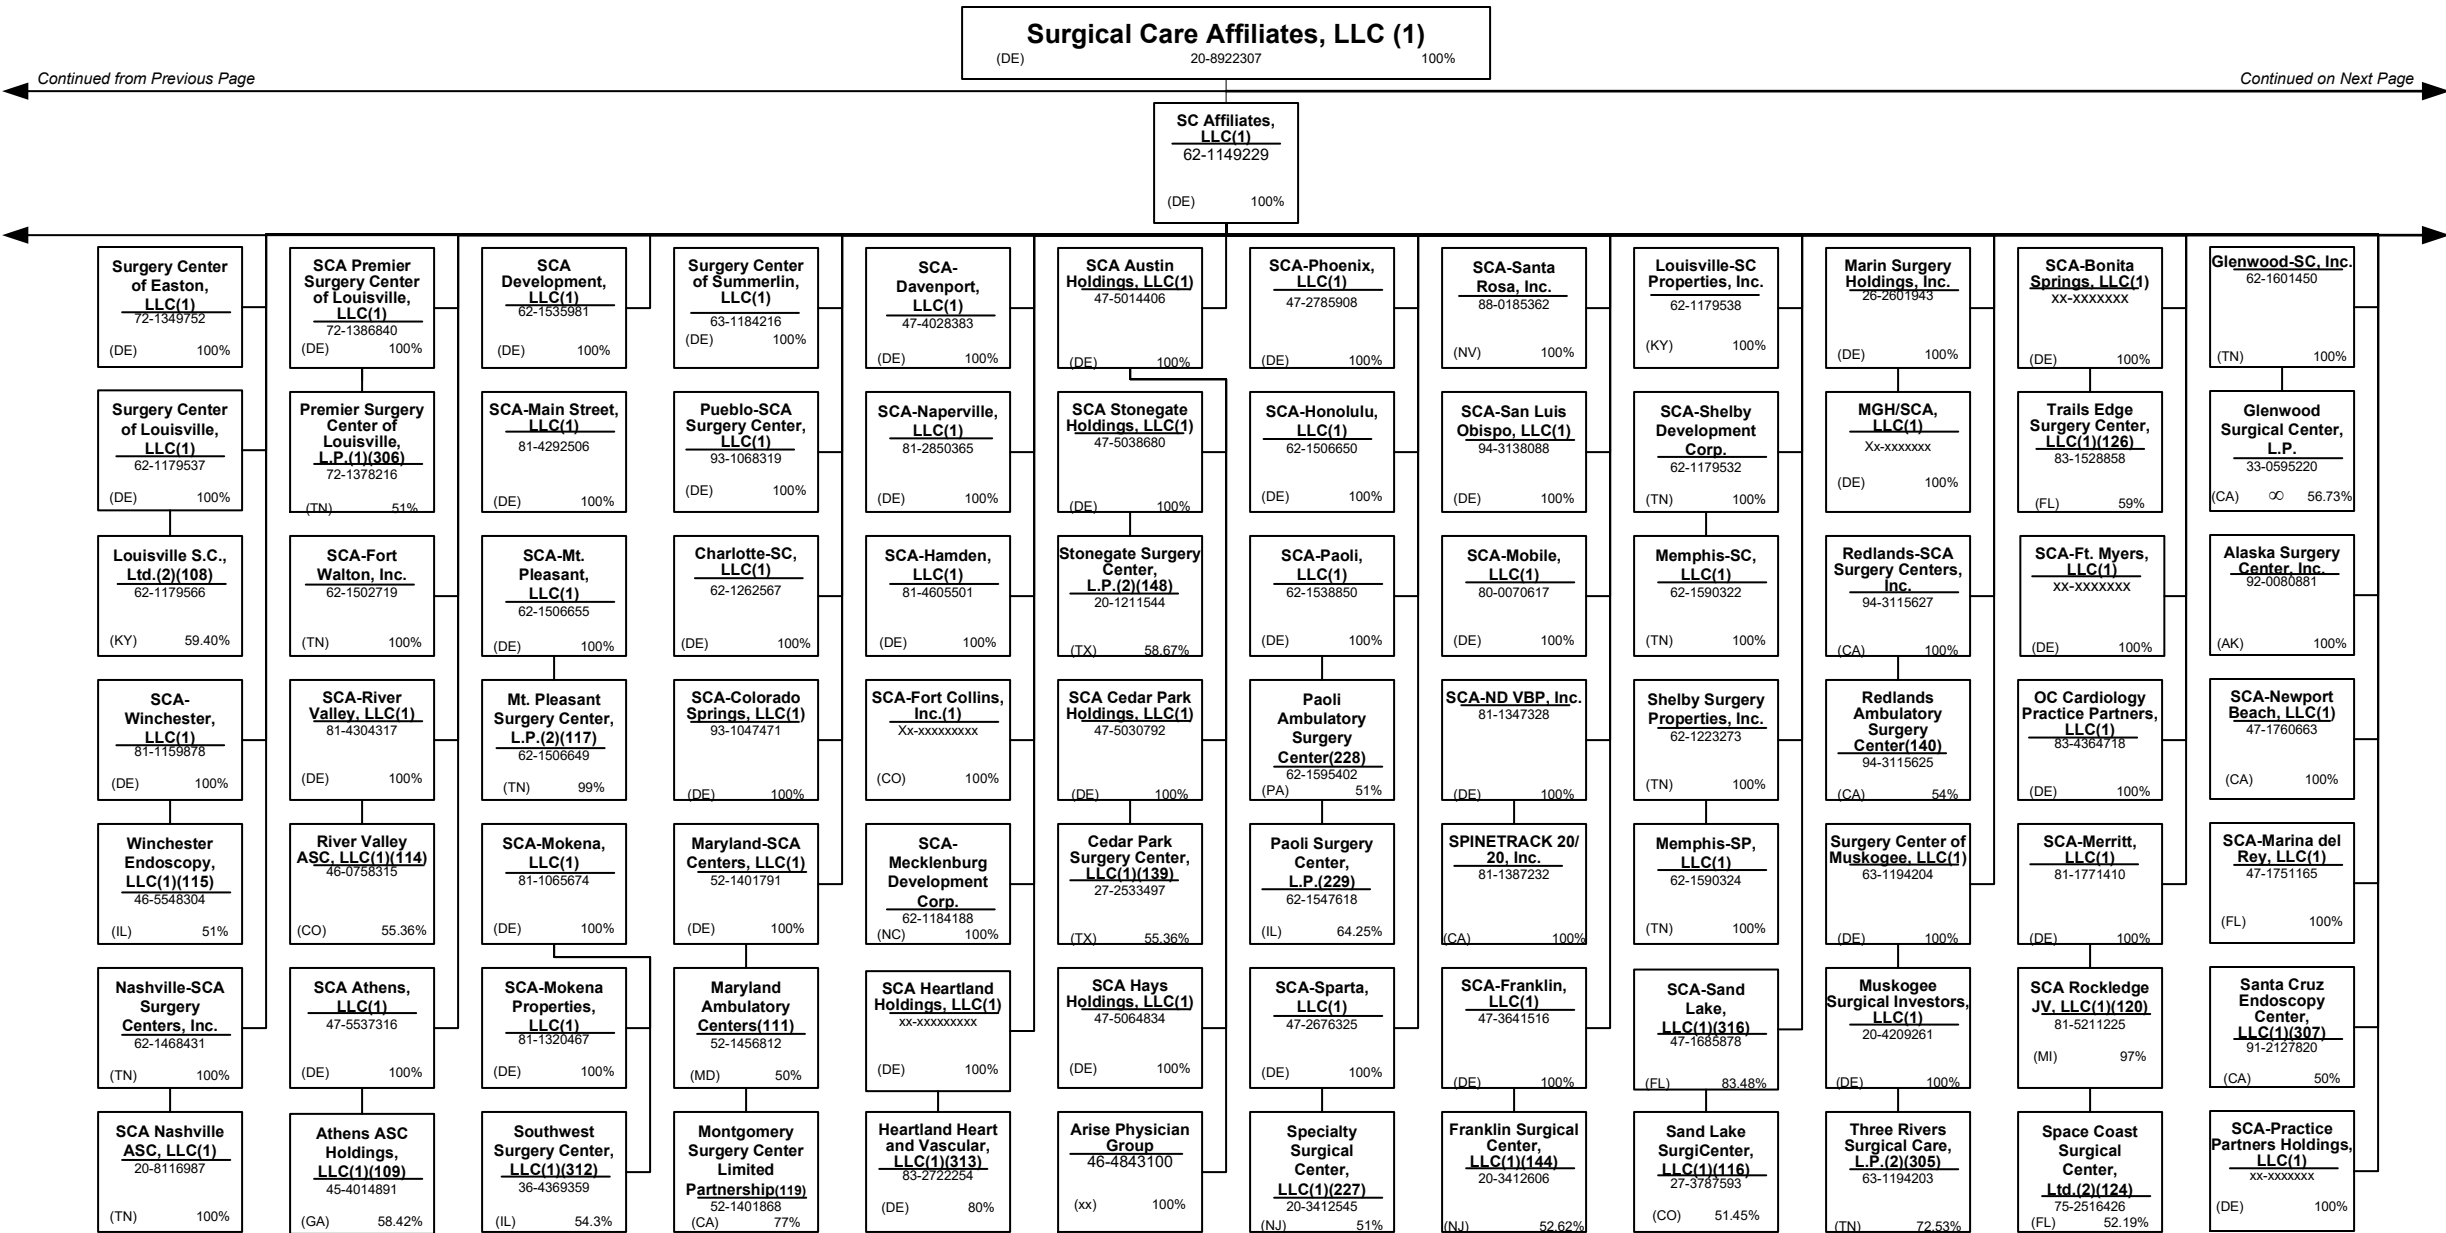 Surgical Care Affiliates, LLC (1)
(DE) 20-8922307 100%
Continued from Previous Page
Continued on Next Page
SC Affiliates,
LLC(1)
62-1149229
(DE) 100%
Surgery Center
of Easton,
LLC(1)
72-1349752
(DE) 100%
SCA Premier
Surgery Center
of Louisville,
LLC(1)
72-1386840
(DE) 100%
SCA
Development,
LLC(1)
62-1535981
(DE) 100%
Surgery Center
of Summerlin,
LLC(1)
63-1184216
(DE) 100%
SCA-
Davenport,
LLC(1)
47-4028383
(DE) 100%
SCA Austin
Holdings, LLC(1)
47-5014406
(DE) 100%
SCA-Phoenix,
LLC(1)
47-2785908
(DE) 100%
SCA-Santa
Rosa, Inc.
88-0185362
(NV) 100%
Louisville-SC
Properties, Inc.
62-1179538
(KY) 100%
Marin Surgery
Holdings, Inc.
26-2601943
(DE) 100%
SCA-Bonita
Springs, LLC(1)
xx-xxxxxxx
(DE) 100%
Glenwood-SC, Inc.
62-1601450
(TN) 100%
Surgery Center
of Louisville,
LLC(1)
62-1179537
(DE) 100%
Premier Surgery
Center of
Louisville,
L.P.(1)(306)
72-1378216
(TN) 51%
SCA-Main Street,
LLC(1)
81-4292506
(DE) 100%
Pueblo-SCA
Surgery Center,
LLC(1)
93-1068319
(DE) 100%
SCA-Naperville,
LLC(1)
81-2850365
(DE) 100%
SCA Stonegate
Holdings, LLC(1)
47-5038680
(DE) 100%
SCA-Honolulu,
LLC(1)
62-1506650
(DE) 100%
SCA-San Luis
Obispo, LLC(1)
94-3138088
(DE) 100%
SCA-Shelby
Development
Corp.
62-1179532
(TN) 100%
MGH/SCA,
LLC(1)
Xx-xxxxxxx
(DE) 100%
Trails Edge
Surgery Center,
LLC(1)(126)
83-1528858
(FL) 59%
Glenwood
Surgical Center,
L.P.
33-0595220
(CA) ∞ 56.73%
Louisville S.C.,
Ltd.(2)(108)
62-1179566
(KY) 59.40%
SCA-Fort
Walton, Inc.
62-1502719
(TN) 100%
SCA-Mt.
Pleasant,
LLC(1)
62-1506655
(DE) 100%
Charlotte-SC,
LLC(1)
62-1262567
(DE) 100%
SCA-Hamden,
LLC(1)
81-4605501
(DE) 100%
Stonegate Surgery
Center,
L.P.(2)(148)
20-1211544
(TX) 58.67%
SCA-Paoli,
LLC(1)
62-1538850
(DE) 100%
SCA-Mobile,
LLC(1)
80-0070617
(DE) 100%
Memphis-SC,
LLC(1)
62-1590322
(TN) 100%
Redlands-SCA
Surgery Centers,
Inc.
94-3115627
(CA) 100%
SCA-Ft. Myers,
LLC(1)
xx-xxxxxxx
(DE) 100%
Alaska Surgery
Center, Inc.
92-0080881
(AK) 100%
SCA-
Winchester,
LLC(1)
81-1159878
(DE) 100%
SCA-River
Valley, LLC(1)
81-4304317
(DE) 100%
Mt. Pleasant
Surgery Center,
L.P.(2)(117)
62-1506649
(TN) 99%
SCA-Colorado
Springs, LLC(1)
93-1047471
(DE) 100%
SCA-Fort Collins,
Inc.(1)
Xx-xxxxxxxxx
(CO) 100%
SCA Cedar Park
Holdings, LLC(1)
47-5030792
(DE) 100%
Paoli
Ambulatory
Surgery
Center(228)
62-1595402
(PA) 51%
SCA-ND VBP, Inc.
81-1347328
(DE) 100%
Shelby Surgery
Properties, Inc.
62-1223273
(TN) 100%
Redlands
Ambulatory
Surgery
Center(140)
94-3115625
(CA) 54%
OC Cardiology
Practice Partners,
LLC(1)
83-4364718
(DE) 100%
SCA-Newport
Beach, LLC(1)
47-1760663
(CA) 100%
Winchester
Endoscopy,
LLC(1)(115)
46-5548304
(IL) 51%
River Valley
ASC, LLC(1)(114)
46-0758315
(CO) 55.36%
SCA-Mokena,
LLC(1)
81-1065674
(DE) 100%
Maryland-SCA
Centers, LLC(1)
52-1401791
(DE) 100%
SCA-
Mecklenburg
Development
Corp.
62-1184188
(NC) 100%
Cedar Park
Surgery Center,
LLC(1)(139)
27-2533497
(TX) 55.36%
Paoli Surgery
Center,
L.P.(229)
62-1547618
(IL) 64.25%
SPINETRACK 20/
20, Inc.
81-1387232
(CA) 100%
Memphis-SP,
LLC(1)
62-1590324
(TN) 100%
Surgery Center of
Muskogee, LLC(1)
63-1194204
(DE) 100%
SCA-Merritt,
LLC(1)
81-1771410
(DE) 100%
SCA-Marina del
Rey, LLC(1)
47-1751165
(FL) 100%
Nashville-SCA
Surgery
Centers, Inc.
62-1468431
(TN) 100%
SCA Athens,
LLC(1)
47-5537316
(DE) 100%
SCA-Mokena
Properties,
LLC(1)
81-1320467
(DE) 100%
Maryland
Ambulatory
Centers(111)
52-1456812
(MD) 50%
SCA Heartland
Holdings, LLC(1)
xx-xxxxxxxxx
(DE) 100%
SCA Hays
Holdings, LLC(1)
47-5064834
(DE) 100%
SCA-Sparta,
LLC(1)
47-2676325
(DE) 100%
SCA-Franklin,
LLC(1)
47-3641516
(DE) 100%
SCA-Sand
Lake,
LLC(1)(316)
47-1685878
(FL) 83.48%
Muskogee
Surgical Investors,
LLC(1)
20-4209261
(DE) 100%
SCA Rockledge
JV, LLC(1)(120)
81-5211225
(MI) 97%
Santa Cruz
Endoscopy
Center,
LLC(1)(307)
91-2127820
(CA) 50%
SCA Nashville
ASC, LLC(1)
20-8116987
(TN) 100%
Athens ASC
Holdings,
LLC(1)(109)
45-4014891
(GA) 58.42%
Southwest
Surgery Center,
LLC(1)(312)
36-4369359
(IL) 54.3%
Montgomery
Surgery Center
Limited
Partnership(119)
52-1401868
(CA) 77%
Heartland Heart
and Vascular,
LLC(1)(313)
83-2722254
(DE) 80%
Arise Physician
Group
46-4843100
(xx) 100%
Specialty
Surgical
Center,
LLC(1)(227)
20-3412545
(NJ) 51%
Franklin Surgical
Center,
LLC(1)(144)
20-3412606
(NJ) 52.62%
Sand Lake
SurgiCenter,
LLC(1)(116)
27-3787593
(CO) 51.45%
Three Rivers
Surgical Care,
L.P.(2)(305)
63-1194203
(TN) 72.53%
Space Coast
Surgical
Center,
Ltd.(2)(124)
75-2516426
(FL) 52.19%
SCA-Practice
Partners Holdings,
LLC(1)
xx-xxxxxxx
(DE) 100%